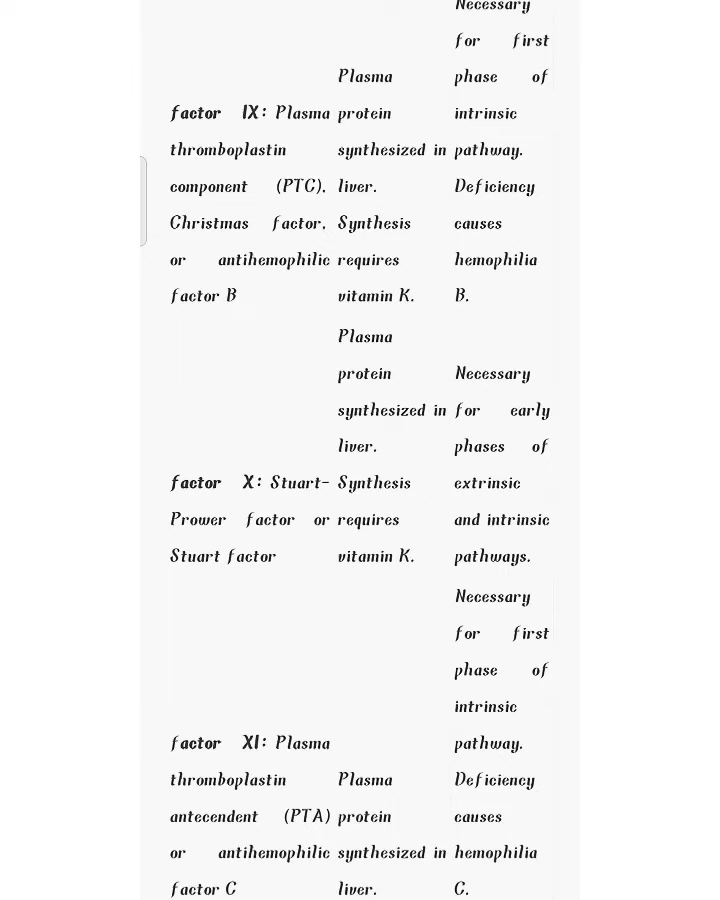 factor IX: Plasma
thromboplastin
component (PTC),
Christmas factor,
or antihemophilic
factor B
Plasma
protein
synthesized in
liver.
Synthesis
requires
vitamin K.
Necessary
for first
phase of
intrinsic
pathway.
Deficiency
causes
hemophilia
B.
factor X: Stuart-
Prower factor or
Stuart factor
Plasma
protein
synthesized in
liver.
Synthesis
requires
vitamin K.
Necessary
for early
phases of
extrinsic
and intrinsic
pathways.
factor XI: Plasma
thromboplastin
antecendent (PTA)
or antihemophilic
factor C
Plasma
protein
synthesized in
liver.
Necessary
for first
phase of
intrinsic
pathway.
Deficiency
causes
hemophilia
C.